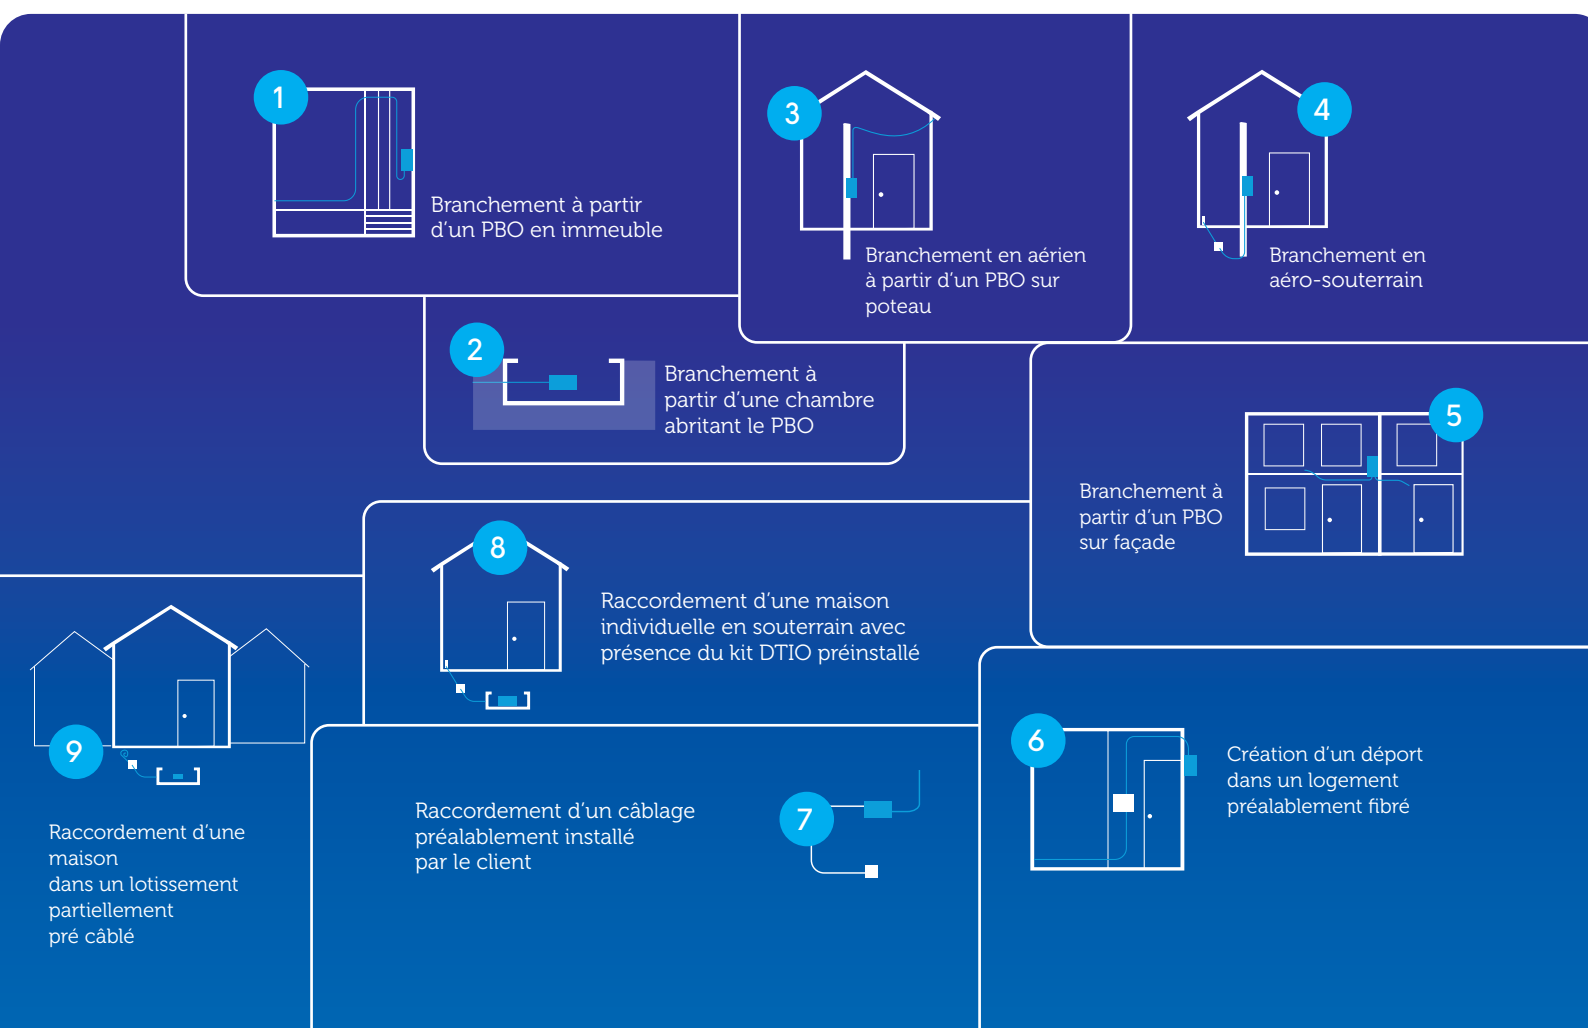 1
Branchement à partir
d'un PBO en immeuble
2
Branchement à
partir d'une chambre
abritant le PBO
3
Branchement en aérien
à partir d'un PBO sur
poteau
4
Branchement en
aéro-souterrain
5
Branchement à
partir d'un PBO
sur façade
6
Création d'un déport
dans un logement
préalablement fibré
7
Raccordement d'un câblage
préalablement installé
par le client
8
Raccordement d'une maison
individuelle en souterrain avec
présence du kit DTIO préinstallé
9
Raccordement d'une
maison
dans un lotissement
partiellement
pré câblé